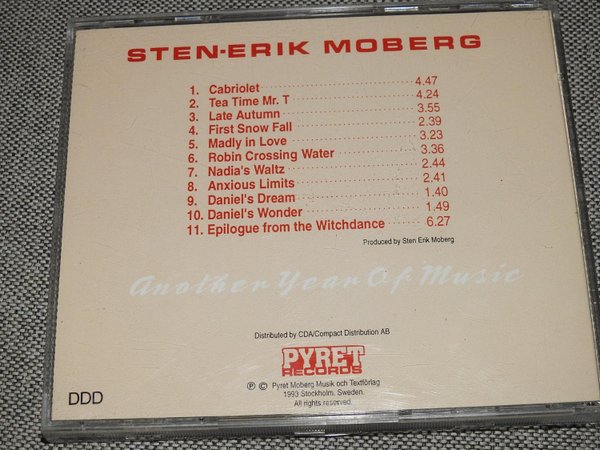 STEN-ERIK MOBERG
1. Cabriolet 4.47
2. Tea Time Mr. T 4.24
3. Late Autumn 3.55
4. First Snow Fall 2.39
5. Madly in Love 3.23
6. Robin Crossing Water 3.36
7. Nadia's Waltz 2.44
8. Anxious Limits 2.41
9. Daniel's Dream 1.40
10. Daniel's Wonder 1.49
11. Epilogue from the Witchdance 6.27
Produced by Sten Erik Moberg
Another Year Of Music
Distributed by CDA/Compact Distribution AB
PYRET
RECORDS
Ⓟ © Pyret Moberg Musik och Textförlag
1993 Stockholm. Sweden.
All rights reserved
DDD